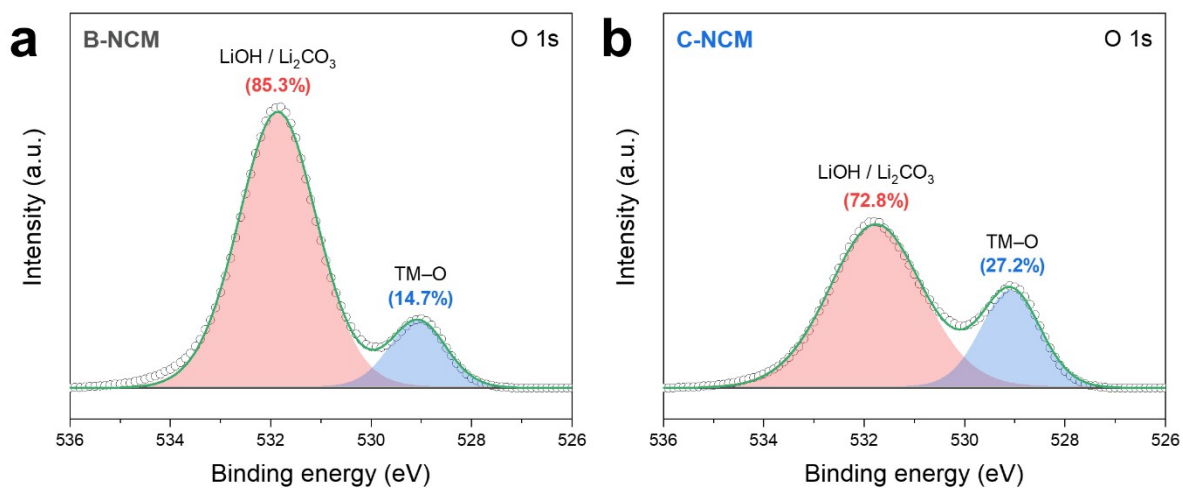 a
B-NCM
O 1s
LiOH / Li₂CO₃
(85.3%)
TM–O
(14.7%)
Intensity (a.u.)
536 534 532 530 528 526
Binding energy (eV)
b
C-NCM
O 1s
LiOH / Li₂CO₃
(72.8%)
TM–O
(27.2%)
Intensity (a.u.)
536 534 532 530 528 526
Binding energy (eV)